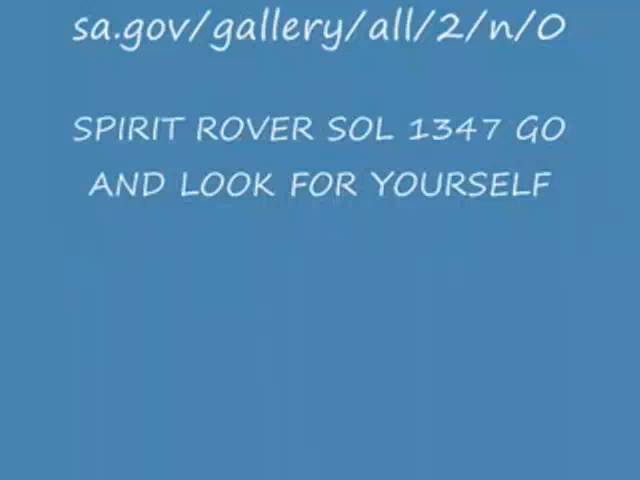 sa.gov/gallery/all/2/n/0
SPIRIT ROVER SOL 1347 GO
AND LOOK FOR YOURSELF